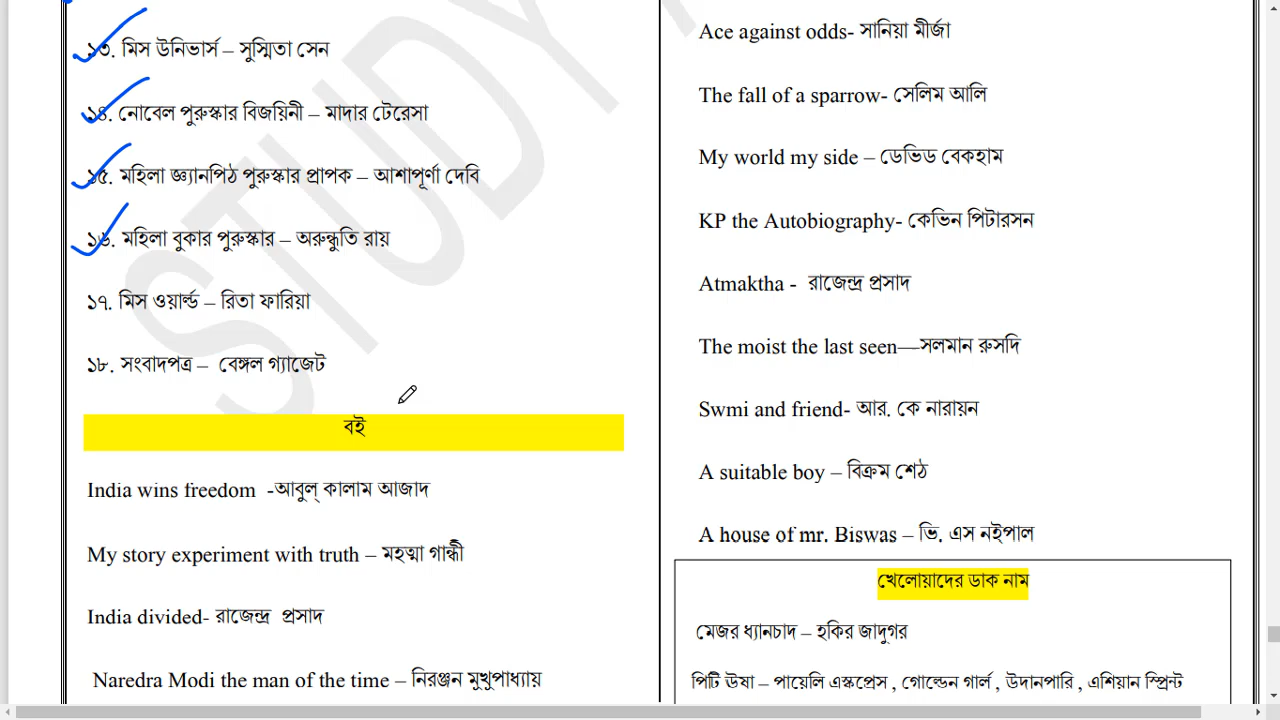 ১৩. মিস উনিভার্স – সুস্মিতা সেন
১৪. নোবেল পুরুস্কার বিজয়িনী – মাদার টেরেসা
১৫. মহিলা জ্ঞ্যানপিঠ পুরুস্কার প্রাপক – আশাপূর্ণা দেবি
১৬. মহিলা বুকার পুরুস্কার – অরুন্ধুতি রায়
১৭. মিস ওয়ার্ল্ড – রিতা ফারিয়া
১৮. সংবাদপত্র – বেঙ্গল গ্যাজেট
বই
India wins freedom -আবুল্ কালাম আজাদ
My story experiment with truth – মহত্মা গান্ধী
India divided- রাজেন্দ্র প্রসাদ
Naredra Modi the man of the time – নিরঞ্জন মুখুপাধ্যায়
Ace against odds- সানিয়া মীর্জা
The fall of a sparrow- সেলিম আলি
My world my side – ডেভিড বেকহাম
KP the Autobiography- কেভিন পিটারসন
Atmaktha - রাজেন্দ্র প্রসাদ
The moist the last seen—সলমান রুসদি
Swmi and friend- আর. কে নারায়ন
A suitable boy – বিক্রম শেঠ
A house of mr. Biswas – ভি. এস নইপাল
খেলোয়াদের ডাক নাম
মেজর ধ্যানচাদ – হকির জাদুগর
পিটি ঊষা – পায়েলি এস্কপ্রেস , গোল্ডেন গার্ল , উদানপারি , এশিয়ান স্প্রিন্ট
STUDY